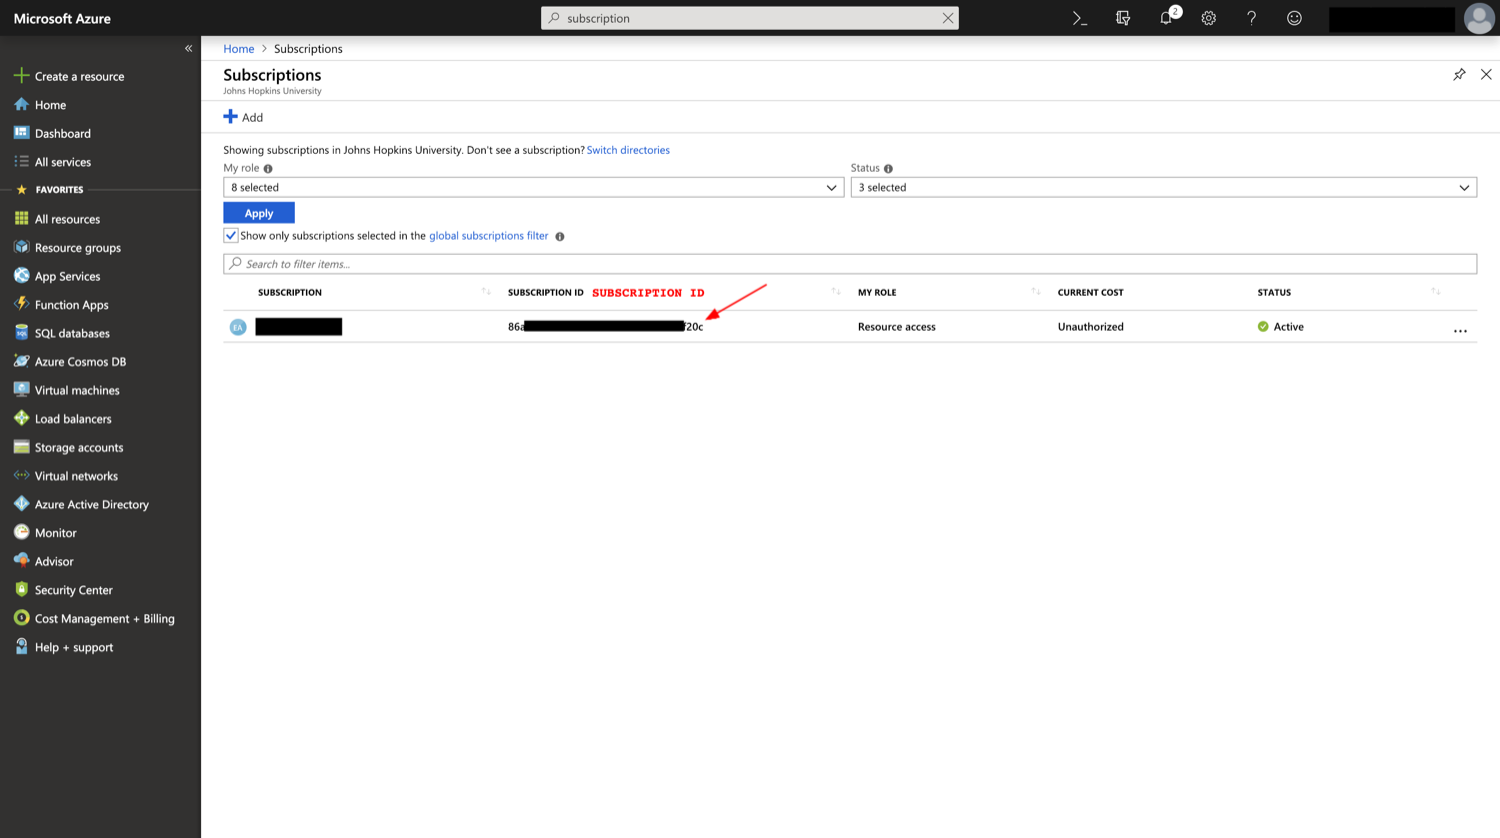 Microsoft Azure
subscription
2
Create a resource
Home
Dashboard
All services
FAVORITES
All resources
Resource groups
App Services
Function Apps
SQL databases
Azure Cosmos DB
Virtual machines
Load balancers
Storage accounts
Virtual networks
Azure Active Directory
Monitor
Advisor
Security Center
Cost Management + Billing
Help + support
Home > Subscriptions
Subscriptions
Johns Hopkins University
Add
Showing subscriptions in Johns Hopkins University. Don't see a subscription? Switch directories
My role
Status
8 selected
3 selected
Apply
Show only subscriptions selected in the global subscriptions filter
Search to filter items...
SUBSCRIPTION SUBSCRIPTION ID SUBSCRIPTION ID MY ROLE CURRENT COST STATUS
EA 86a f20c Resource access Unauthorized Active ...